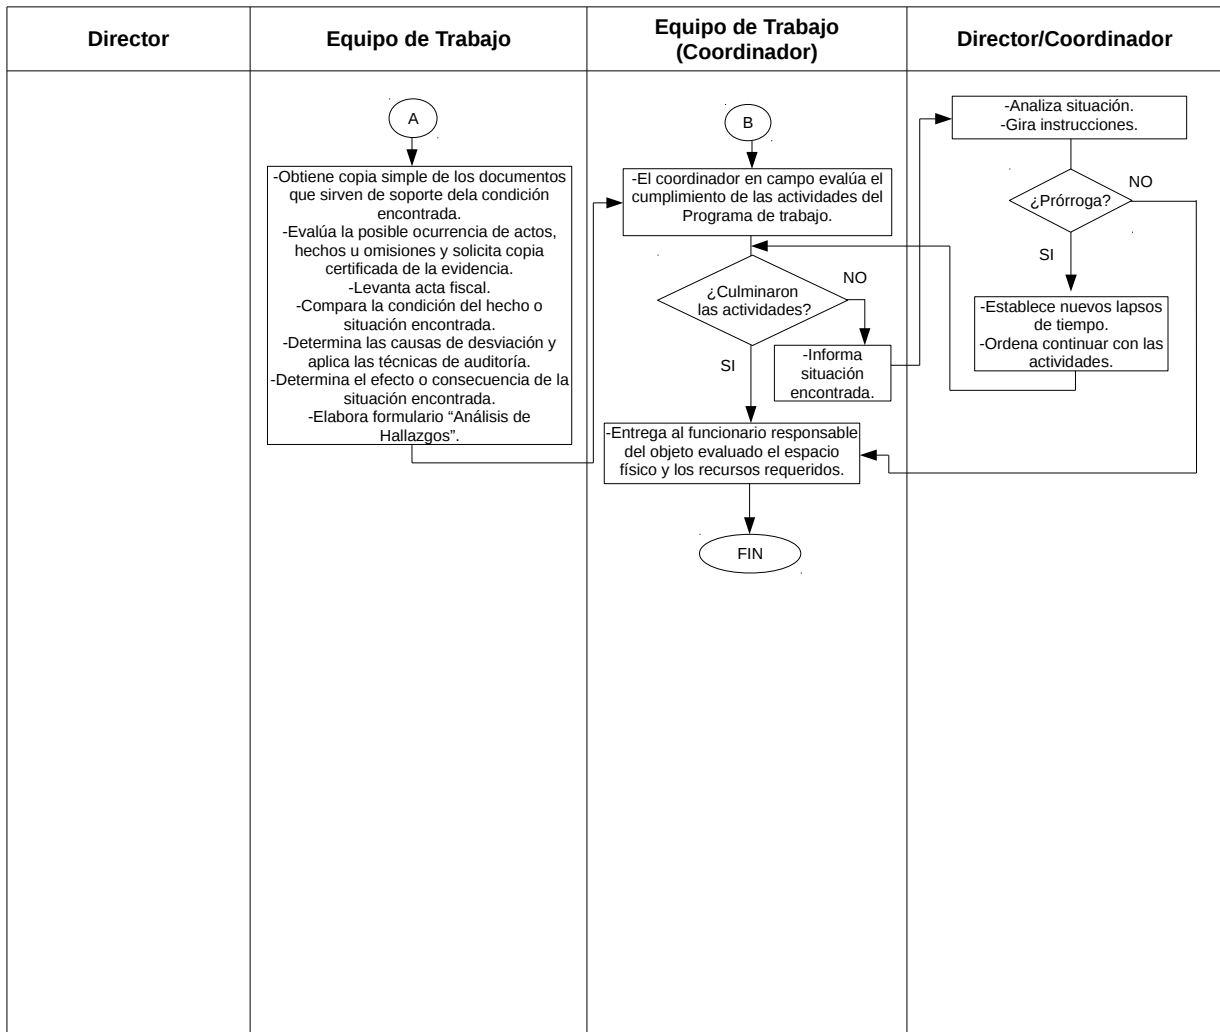 Director
Equipo de Trabajo
Equipo de Trabajo
(Coordinador)
Director/Coordinador
A
-Obtiene copia simple de los documentos
que sirven de soporte dela condición
encontrada.
-Evalúa la posible ocurrencia de actos,
hechos u omisiones y solicita copia
certificada de la evidencia.
-Levanta acta fiscal.
-Compara la condición del hecho o
situación encontrada.
-Determina las causas de desviación y
aplica las técnicas de auditoría.
-Determina el efecto o consecuencia de la
situación encontrada.
-Elabora formulario “Análisis de
Hallazgos”.
B
-El coordinador en campo evalúa el
cumplimiento de las actividades del
Programa de trabajo.
¿Culminaron
las actividades?
NO
SI
-Informa
situación
encontrada.
-Entrega al funcionario responsable
del objeto evaluado el espacio
físico y los recursos requeridos.
FIN
-Analiza situación.
-Gira instrucciones.
¿Prórroga?
NO
SI
-Establece nuevos lapsos
de tiempo.
-Ordena continuar con las
actividades.